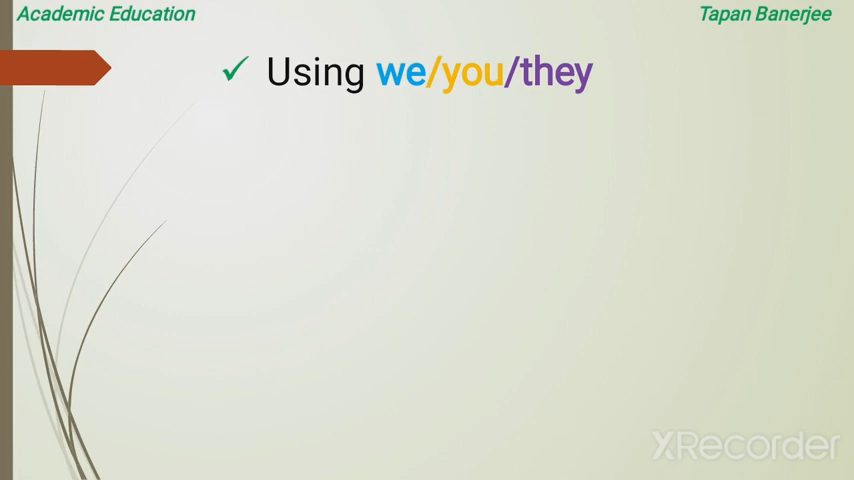 Academic Education
Tapan Banerjee
✓ Using we/you/they
XRecorder